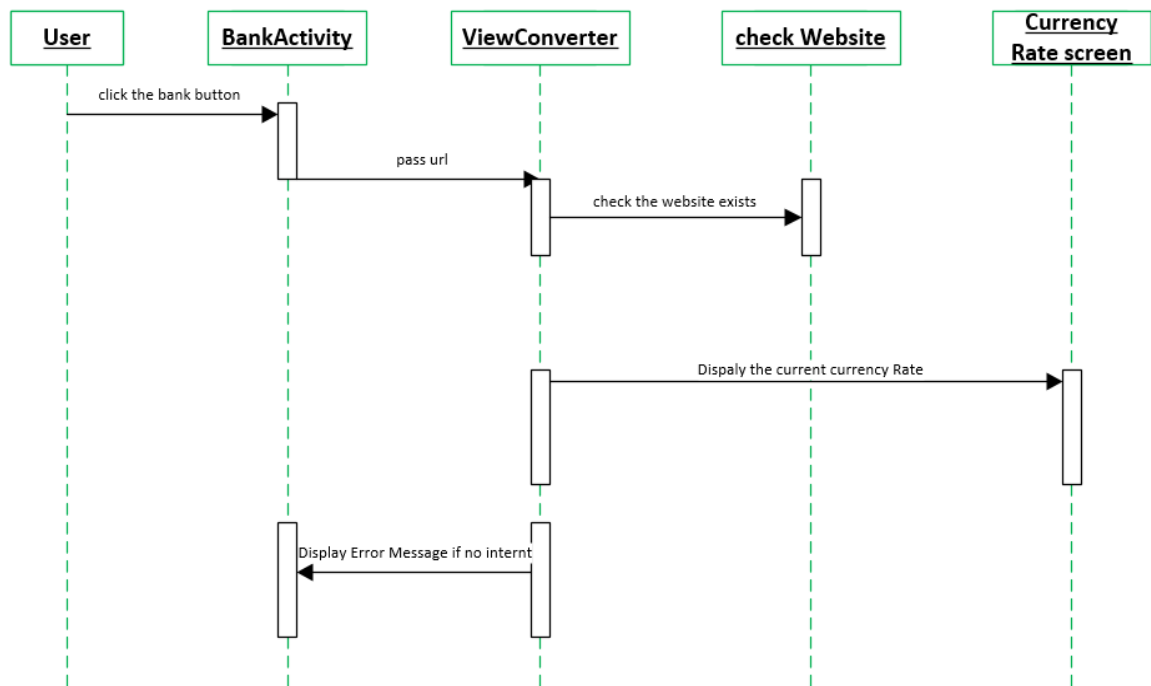 User
BankActivity
ViewConverter
check Website
Currency
Rate screen
click the bank button
pass url
check the website exists
Dispaly the current currency Rate
Display Error Message if no internt